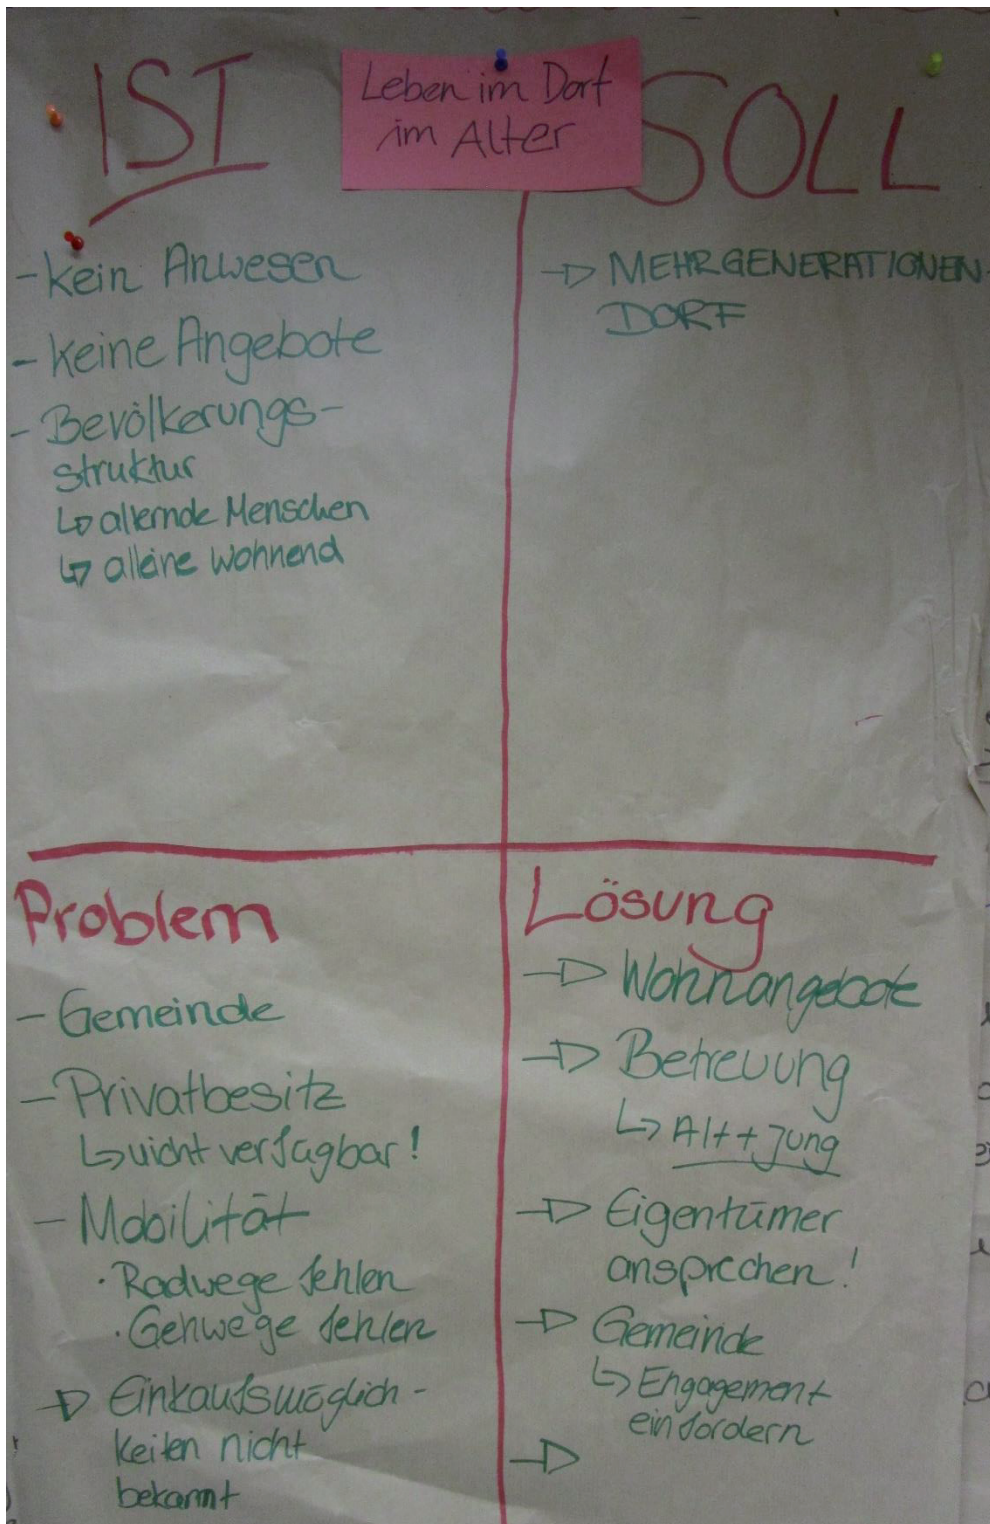 IST
Leben im Dorf
im Alter
SOLL
- kein Anwesen
- keine Angebote
- Bevölkerungs-
struktur
↳ alternde Menschen
↳ alleine wohnend
→ MEHRGENERATIONEN-
DORF
Problem
- Gemeinde
- Privatbesitz
↳ nicht verfügbar!
- Mobilität
· Radwege fehlen
· Gehwege fehlen
→ Einkaufsmöglich-
keiten nicht
bekannt
Lösung
→ Wohnangebote
→ Betreuung
↳ Alt + Jung
→ Eigentümer
ansprechen!
→ Gemeinde
↳ Engagement
einfordern
→